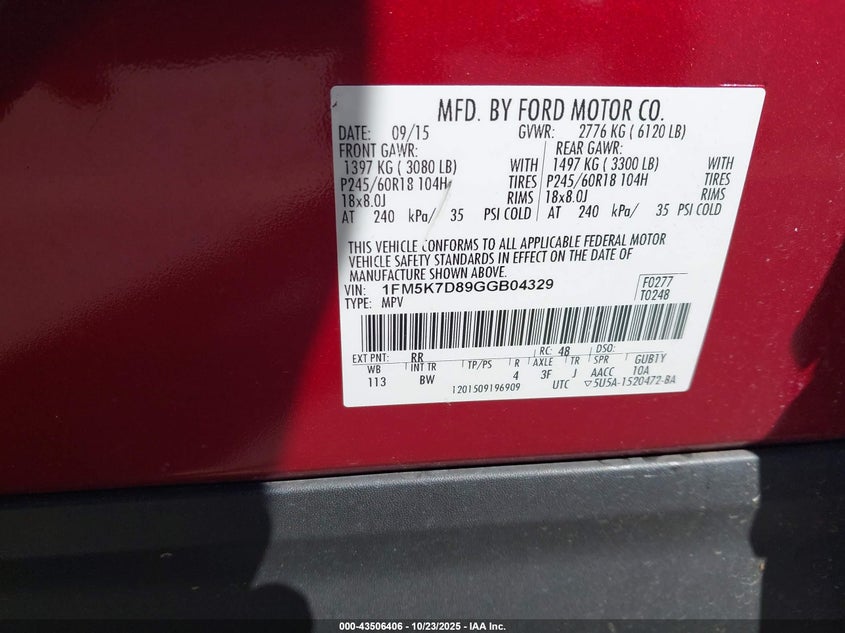 MFD. BY FORD MOTOR CO.
DATE: 09/15 GVWR: 2776 KG ( 6120 LB)
FRONT GAWR: REAR GAWR:
1397 KG ( 3080 LB) WITH 1497 KG ( 3300 LB) WITH
P245/60R18 104H TIRES P245/60R18 104H TIRES
18x8.0J RIMS 18x8.0J RIMS
AT 240 kPa/ 35 PSI COLD AT 240 kPa/ 35 PSI COLD
THIS VEHICLE CONFORMS TO ALL APPLICABLE FEDERAL MOTOR
VEHICLE SAFETY STANDARDS IN EFFECT ON THE DATE OF
MANUFACTURE SHOWN ABOVE.
VIN: 1FM5K7D89GGB04329 F0277
TYPE: MPV T0248
EXT PNT: RR RC: 48 DSO:
WB INT TR TP/PS R AXLE TR SPR GUB1Y
113 BW 4 3F J AACC 10A
1201509196909 UTC ▽5U5A-1520472-BA
000-43506406 - 10/23/2025 - IAA Inc.